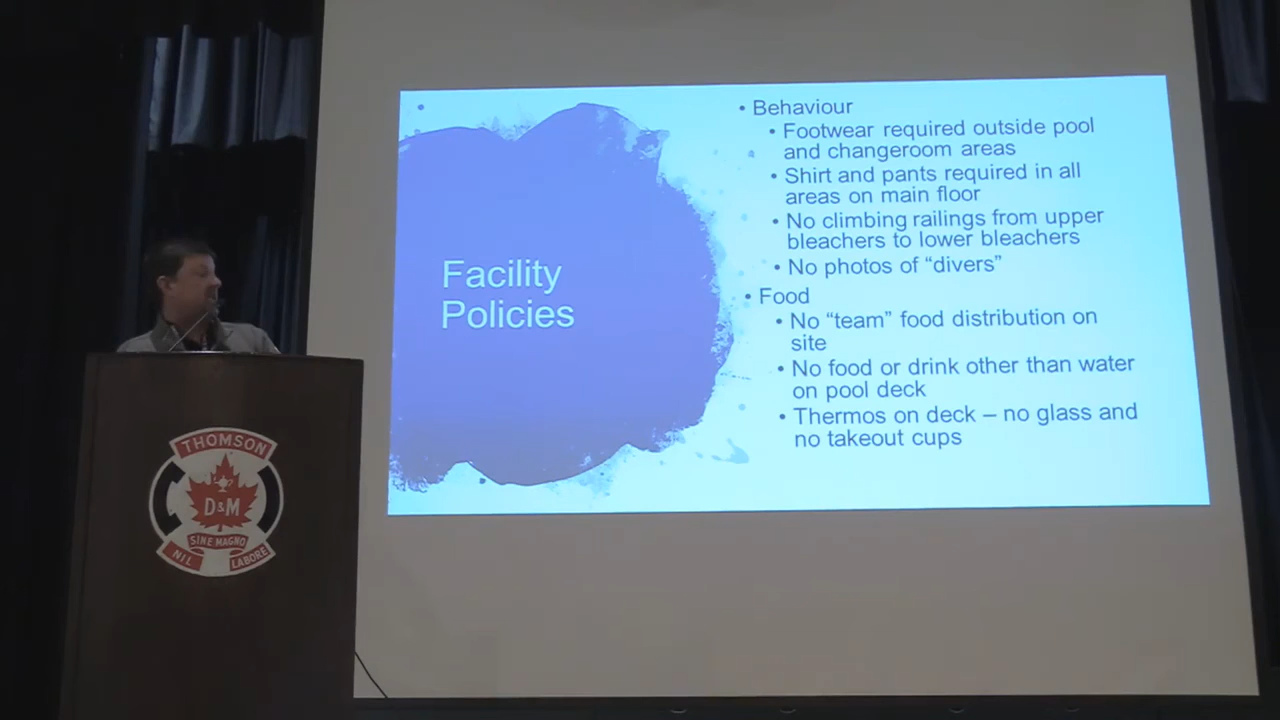 Facility
Policies
• Behaviour
• Footwear required outside pool
and changeroom areas
• Shirt and pants required in all
areas on main floor
• No climbing railings from upper
bleachers to lower bleachers
• No photos of “divers”
• Food
• No “team” food distribution on
site
• No food or drink other than water
on pool deck
• Thermos on deck – no glass and
no takeout cups
THOMSON
D&M
SINE MAGNO
NIL LABORE